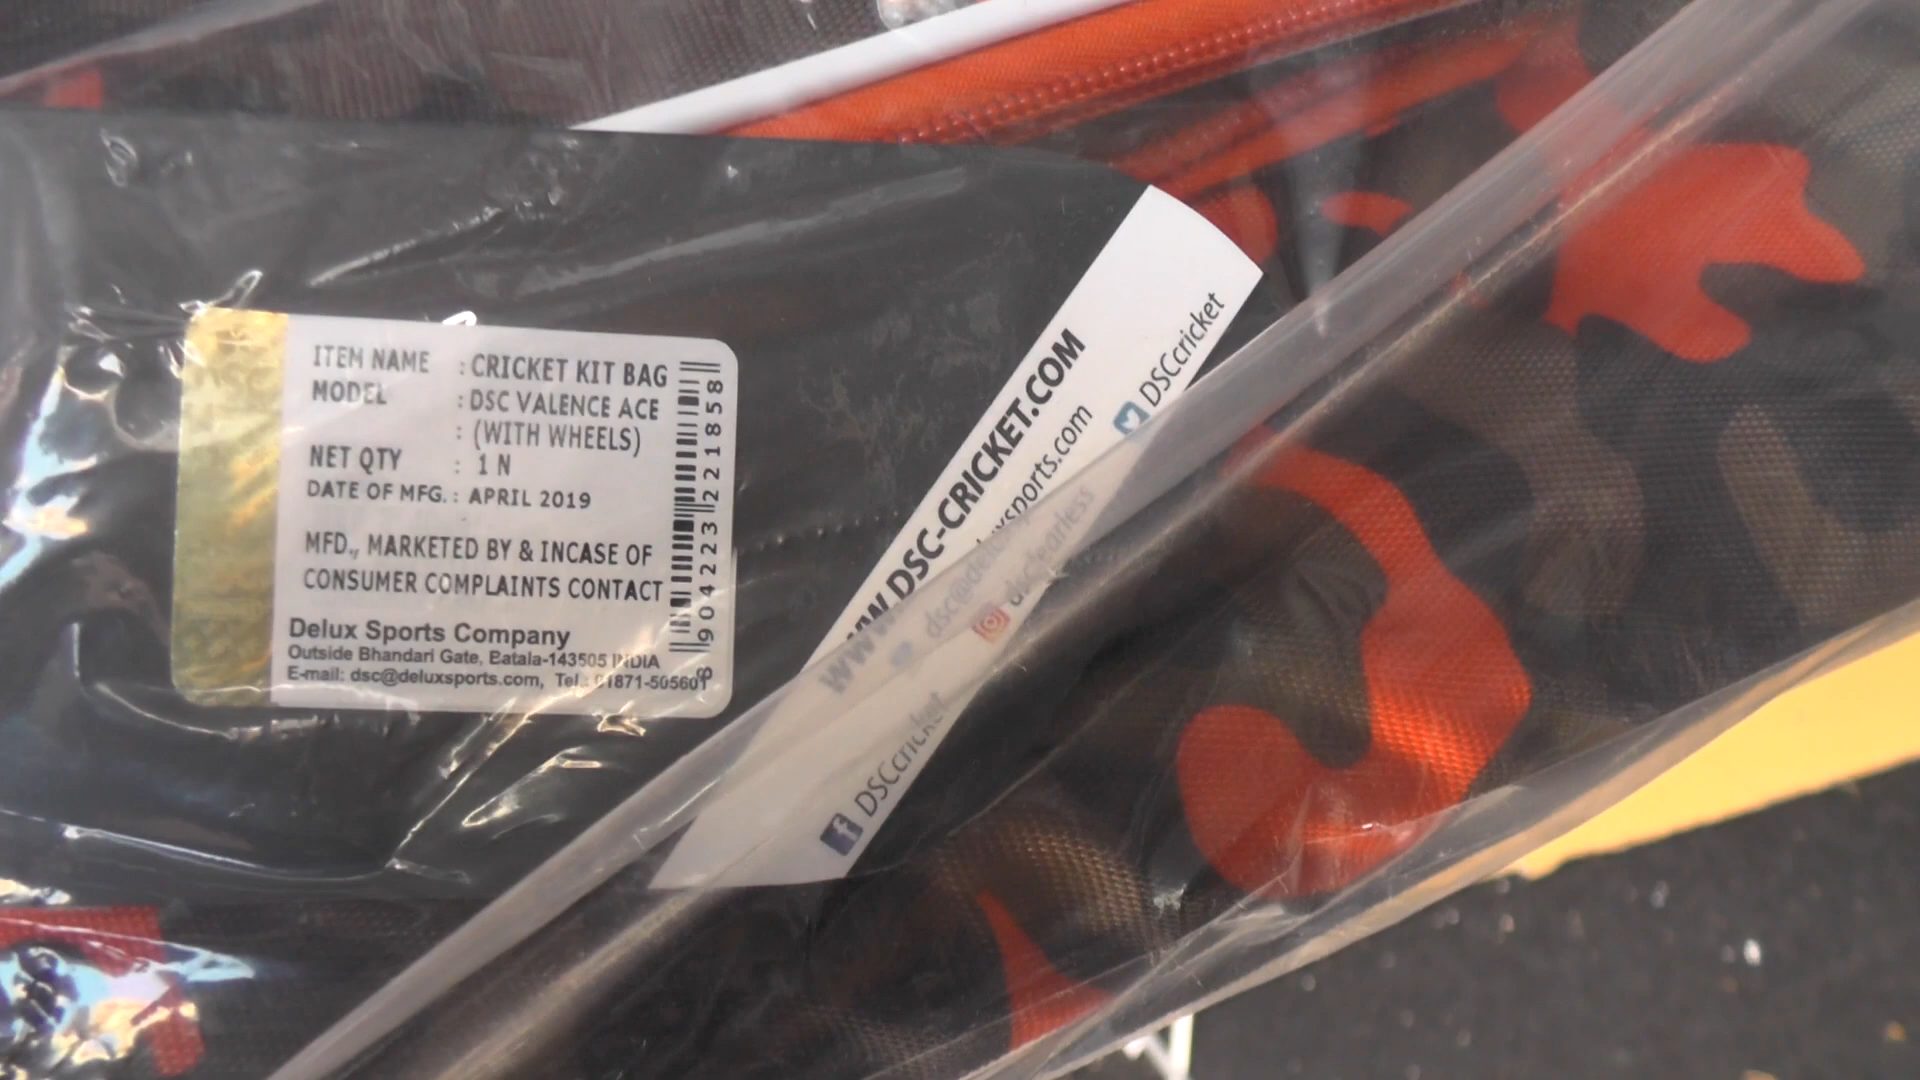 ITEM NAME : CRICKET KIT BAG
MODEL : DSC VALENCE ACE
: (WITH WHEELS)
NET QTY : 1 N
DATE OF MFG. : APRIL 2019
MFD., MARKETED BY & INCASE OF
CONSUMER COMPLAINTS CONTACT
Delux Sports Company
Outside Bhandari Gate, Batala-143505 INDIA
E-mail: dsc@deluxsports.com, Tel.: 01871-505601
8904223221858
WWW.DSC-CRICKET.COM
dsc@deluxsports.com
dscfearless
DSCcricket
DSCcricket